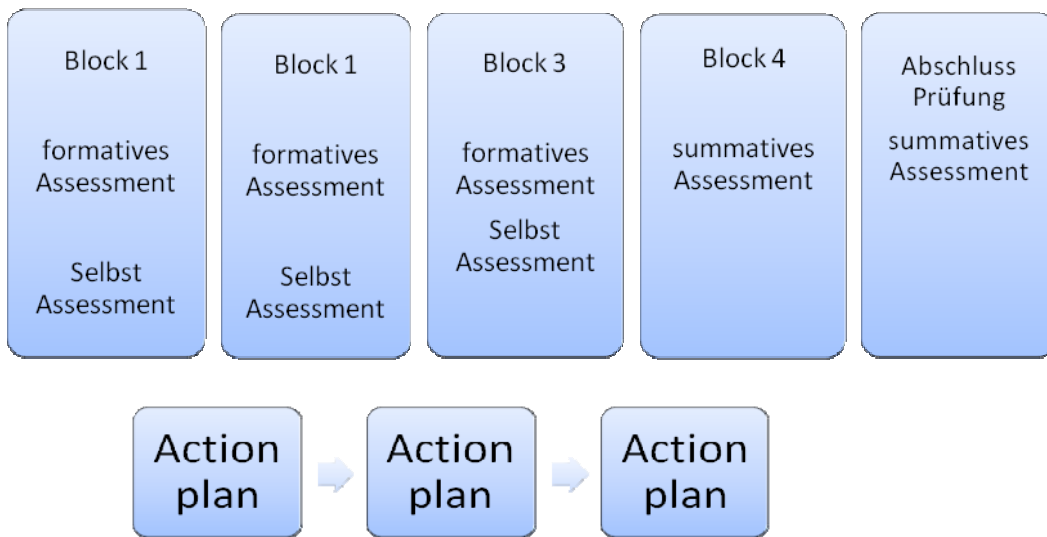 Block 1
formatives
Assessment
Selbst
Assessment
Block 1
formatives
Assessment
Selbst
Assessment
Block 3
formatives
Assessment
Selbst
Assessment
Block 4
summatives
Assessment
Abschluss
Prüfung
summatives
Assessment
Action
plan
Action
plan
Action
plan